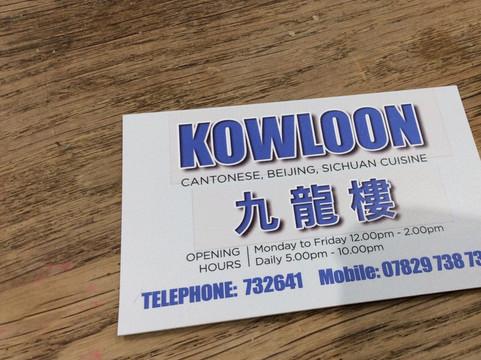 KOWLOON
CANTONESE, BEIJING, SICHUAN CUISINE
九龍樓
OPENING HOURS
Monday to Friday 12.00pm - 2.00pm
Daily 5.00pm - 10.00pm
TELEPHONE: 732641 Mobile: 07829 738 73